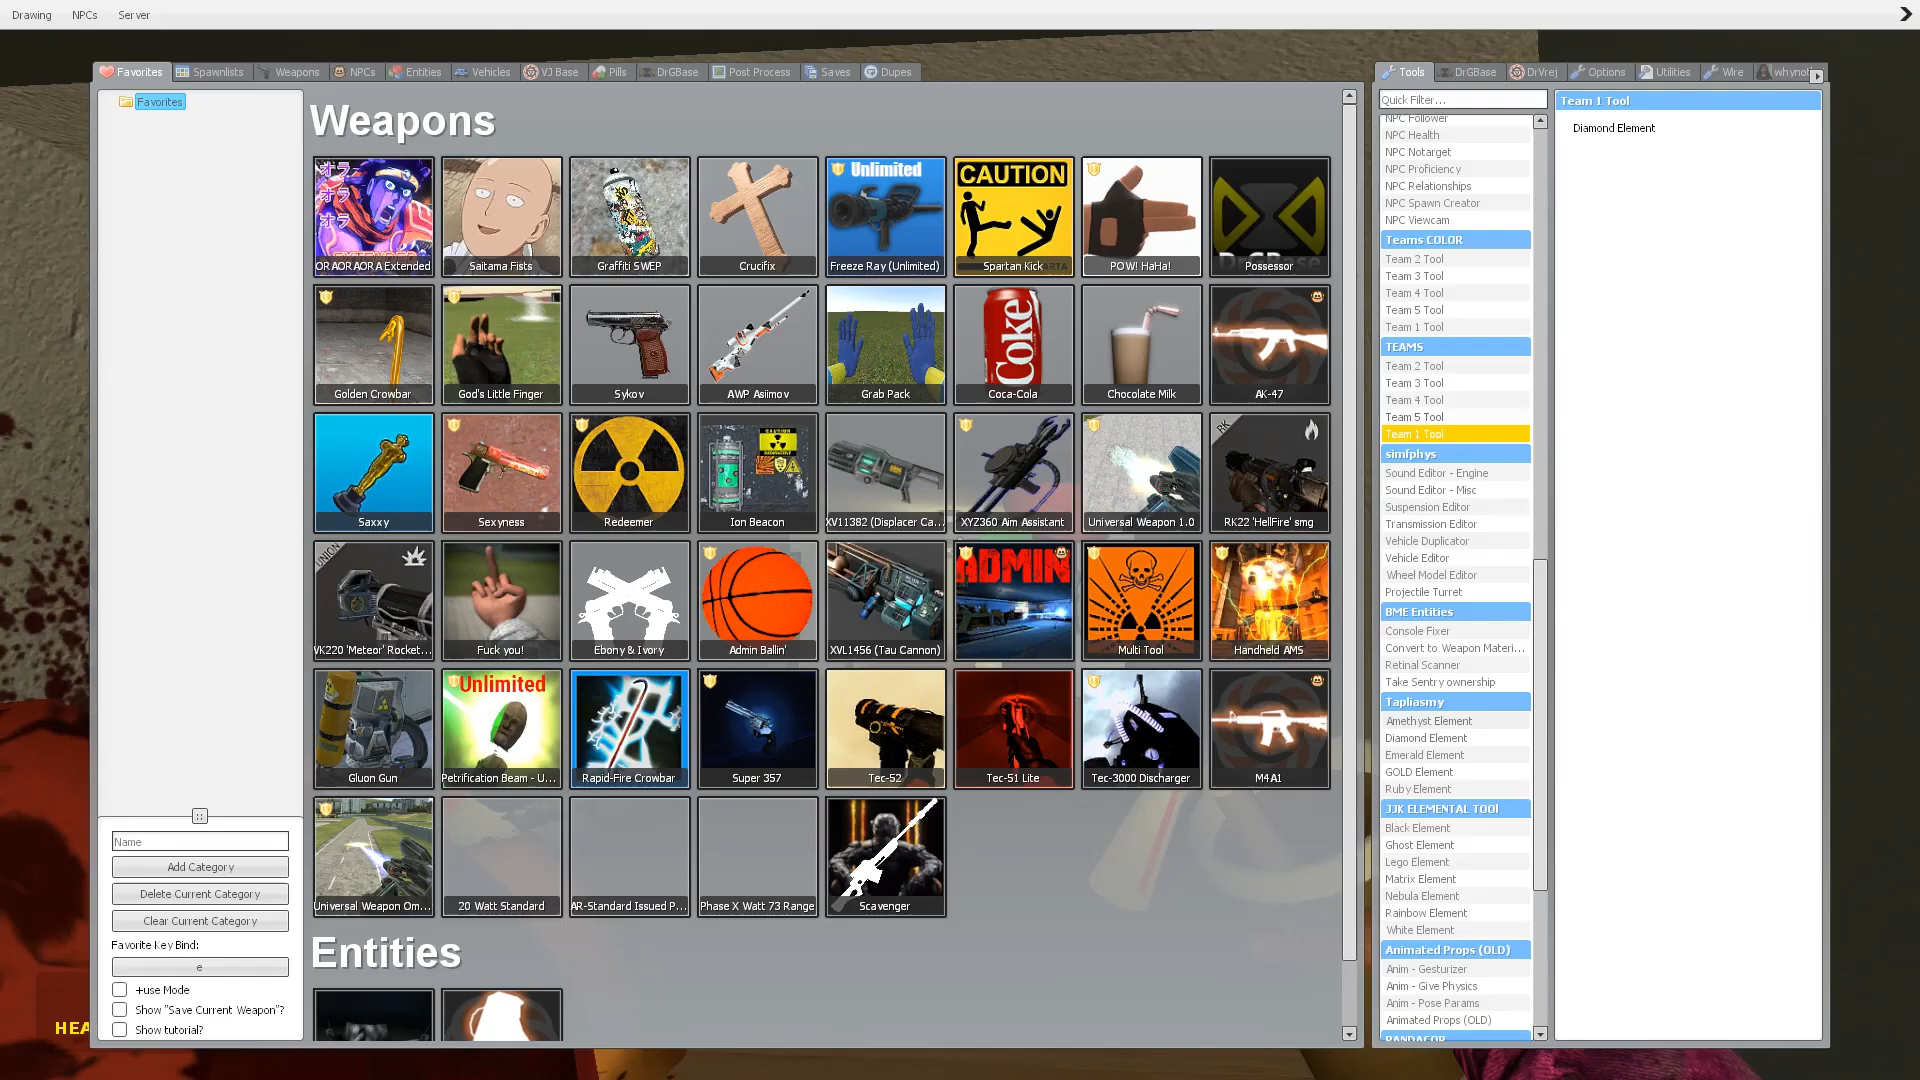 Drawing NPCs Server
Favorites Spawnlists Weapons NPCs Entities Vehicles VJ Base Pills DrGBase Post Process Saves Dupes
Favorites
Weapons
オラ
オラ
オラ
ORAORAORA Extended
Saitama Fists
Graffiti SWEP
Crucifix
Unlimited
Freeze Ray (Unlimited)
CAUTION
Spartan Kick
POW! HaHa!
DrGBase
Possessor
Golden Crowbar
God's Little Finger
Sykov
AWP Asiimov
Grab Pack
Coke
Coca-Cola
Chocolate Milk
AK-47
Saxxy
Sexyness
Redeemer
CAUTION
Ion Beacon
XV11382 (Displacer Ca...
XYZ360 Aim Assistant
Universal Weapon 1.0
RK
RK22 'HellFire' smg
UNION
VK220 'Meteor' Rocket...
Fuck you!
Ebony & Ivory
Admin Ballin'
XVL1456 (Tau Cannon)
ADMIN
Multi Tool
Handheld AMS
Gluon Gun
Unlimited
Petrification Beam - U...
Rapid-Fire Crowbar
Super 357
Tec-52
Tec-51 Lite
Tec-3000 Discharger
M4A1
Universal Weapon Om...
20 Watt Standard
AR-Standard Issued P...
Phase X Watt 73 Range
Scavenger
Entities
Name
Add Category
Delete Current Category
Clear Current Category
Favorite Key Bind:
e
+use Mode
Show "Save Current Weapon"?
Show tutorial?
HEA
Tools DrGBase DrVrej Options Utilities Wire whynot
Quick Filter...
NPC Follower
NPC Health
NPC Notarget
NPC Proficiency
NPC Relationships
NPC Spawn Creator
NPC Viewcam
Teams COLOR
Team 2 Tool
Team 3 Tool
Team 4 Tool
Team 5 Tool
Team 1 Tool
TEAMS
Team 2 Tool
Team 3 Tool
Team 4 Tool
Team 5 Tool
Team 1 Tool
simfphys
Sound Editor - Engine
Sound Editor - Misc
Suspension Editor
Transmission Editor
Vehicle Duplicator
Vehicle Editor
Wheel Model Editor
Projectile Turret
BME Entities
Console Fixer
Convert to Weapon Materi...
Retinal Scanner
Take Sentry ownership
Tapliasmy
Amethyst Element
Diamond Element
Emerald Element
GOLD Element
Ruby Element
JJK ELEMENTAL TOOl
Black Element
Ghost Element
Lego Element
Matrix Element
Nebula Element
Rainbow Element
White Element
Animated Props (OLD)
Anim - Gesturizer
Anim - Give Physics
Anim - Pose Params
Animated Props (OLD)
Team 1 Tool
Diamond Element